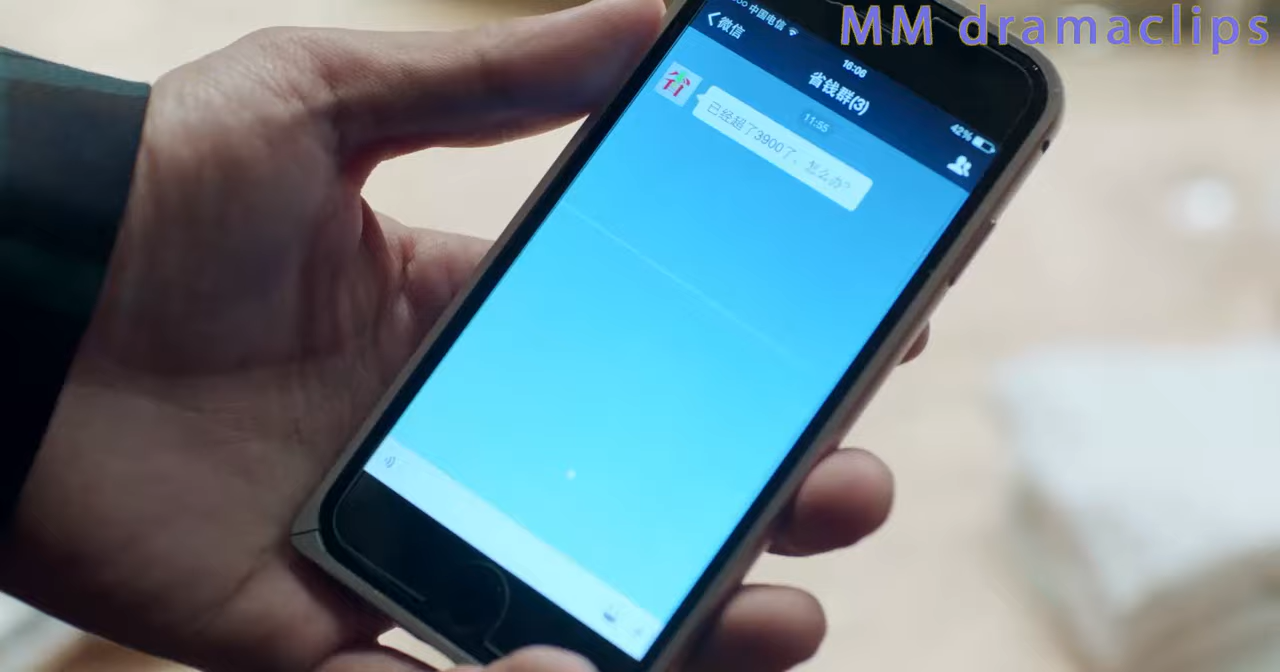 MM dramaclips
中国电信
微信
16:06
42%
省钱群(3)
11:55
省
已经超了3900了，怎么办?